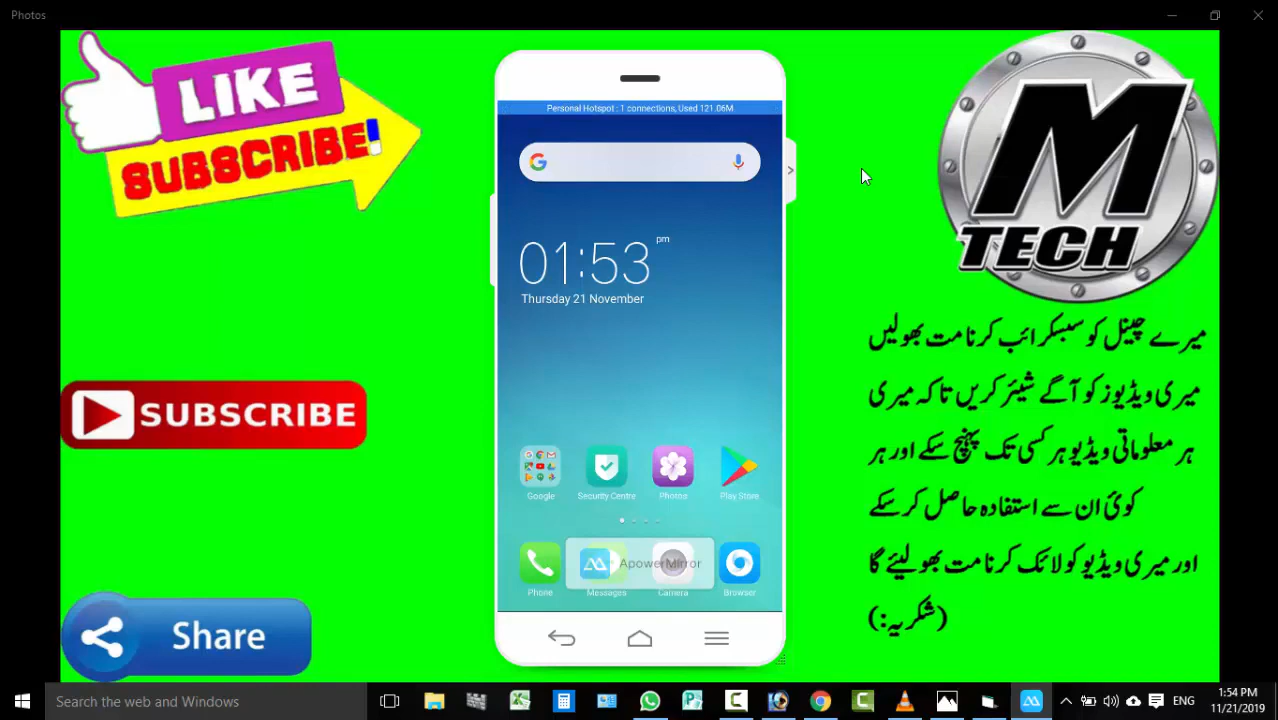 Photos
LIKE
SUBSCRIBE!
SUBSCRIBE
Share
Personal Hotspot : 1 connections, Used 121.06M
01:53 pm
Thursday 21 November
Google
Security Centre
Photos
Play Store
ApowerMirror
Phone
Messages
Camera
Browser
M
TECH
میرے چینل کو سبسکرائب کرنا مت بھولیں
میری ویڈیوز کو آگے شیئر کریں تاکہ میری
ہر معلوماتی ویڈیو ہر کسی تک پہنچ سکے اور ہر
کوئ ان سے استفادہ حاصل کر سکے
اور میری ویڈیو کو لائک کرنا مت بھولیئے گا
(شکریہ:)
Search the web and Windows
ENG
1:54 PM
11/21/2019